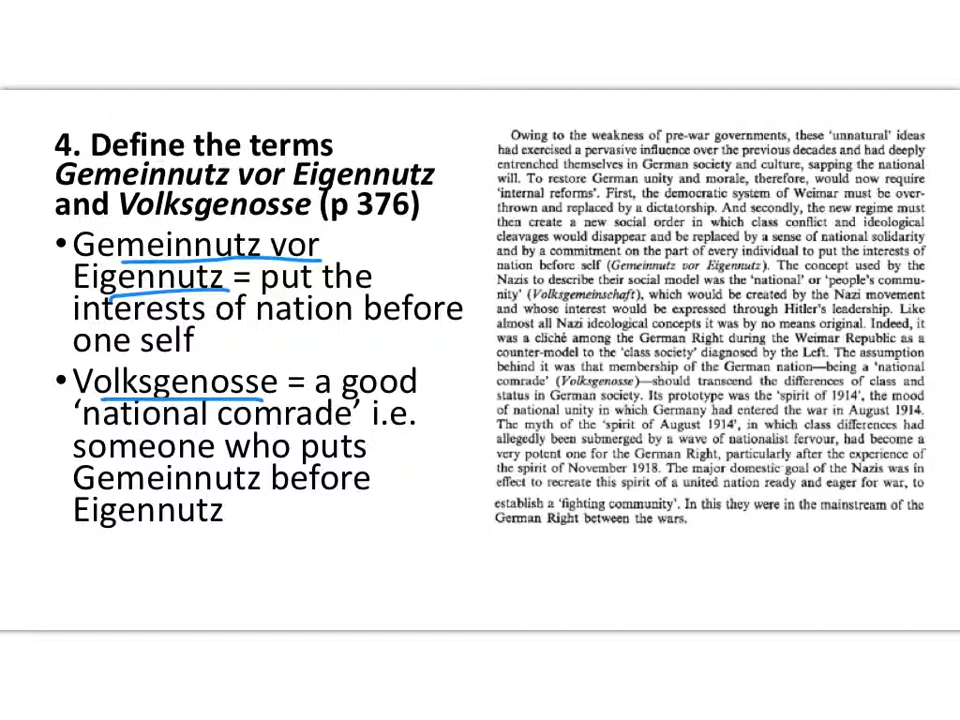 4. Define the terms
Gemeinnutz vor Eigennutz
and Volksgenosse (p 376)
• Gemeinnutz vor
Eigennutz = put the
interests of nation before
one self
• Volksgenosse = a good
‘national comrade’ i.e.
someone who puts
Gemeinnutz before
Eigennutz
Owing to the weakness of pre-war governments, these ‘unnatural’ ideas
had exercised a pervasive influence over the previous decades and had deeply
entrenched themselves in German society and culture, sapping the national
will. To restore German unity and morale, therefore, would now require
‘internal reforms’. First, the democratic system of Weimar must be over-
thrown and replaced by a dictatorship. And secondly, the new regime must
then create a new social order in which class conflict and ideological
cleavages would disappear and be replaced by a sense of national solidarity
and by a commitment on the part of every individual to put the interests of
nation before self (Gemeinnutz vor Eigennutz). The concept used by the
Nazis to describe their social model was the ‘national’ or ‘people’s commu-
nity’ (Volksgemeinschaft), which would be created by the Nazi movement
and whose interest would be expressed through Hitler’s leadership. Like
almost all Nazi ideological concepts it was by no means original. Indeed, it
was a cliché among the German Right during the Weimar Republic as a
counter-model to the ‘class society’ diagnosed by the Left. The assumption
behind it was that membership of the German nation—being a ‘national
comrade’ (Volksgenosse)—should transcend the differences of class and
status in German society. Its prototype was the ‘spirit of 1914’, the mood
of national unity in which Germany had entered the war in August 1914.
The myth of the ‘spirit of August 1914’, in which class differences had
allegedly been submerged by a wave of nationalist fervour, had become a
very potent one for the German Right, particularly after the experience of
the spirit of November 1918. The major domestic goal of the Nazis was in
effect to recreate this spirit of a united nation ready and eager for war, to
establish a ‘fighting community’. In this they were in the mainstream of the
German Right between the wars.